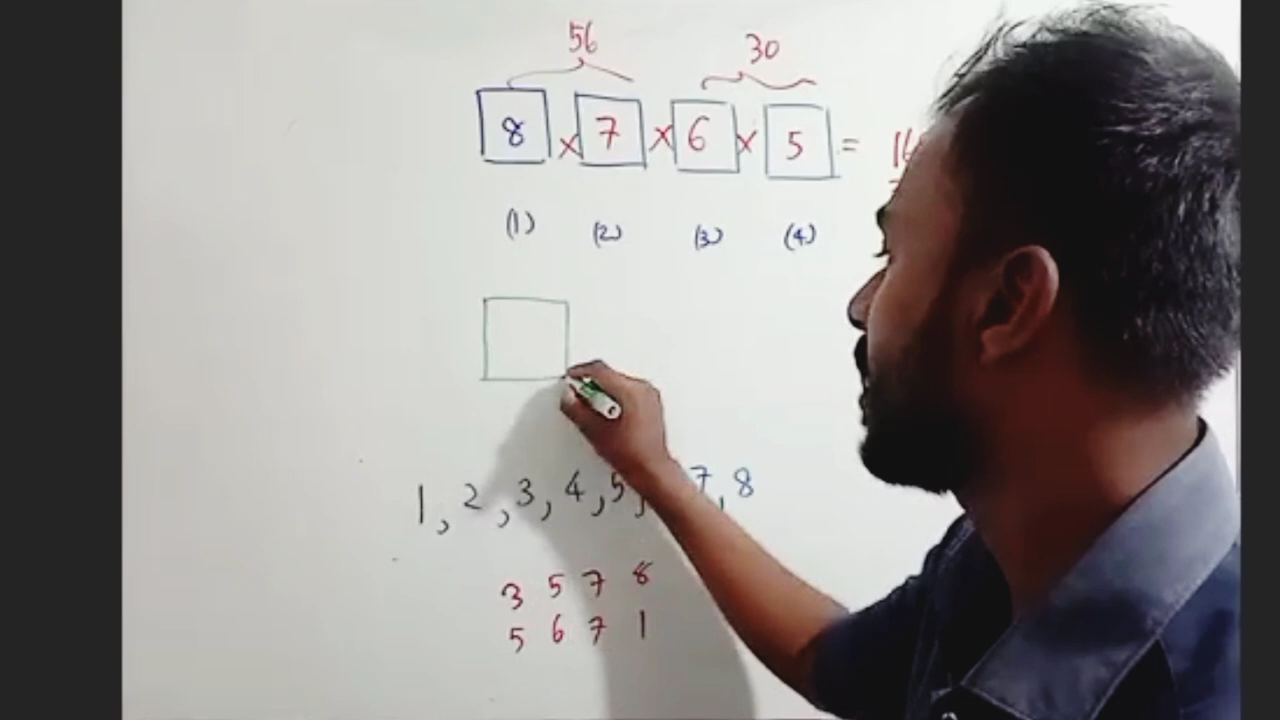 56 30
8 × 7 × 6 × 5 =
(1) (2) (3) (4)
1, 2, 3, 4, 5, 7, 8
3 5 7 8
5 6 7 1